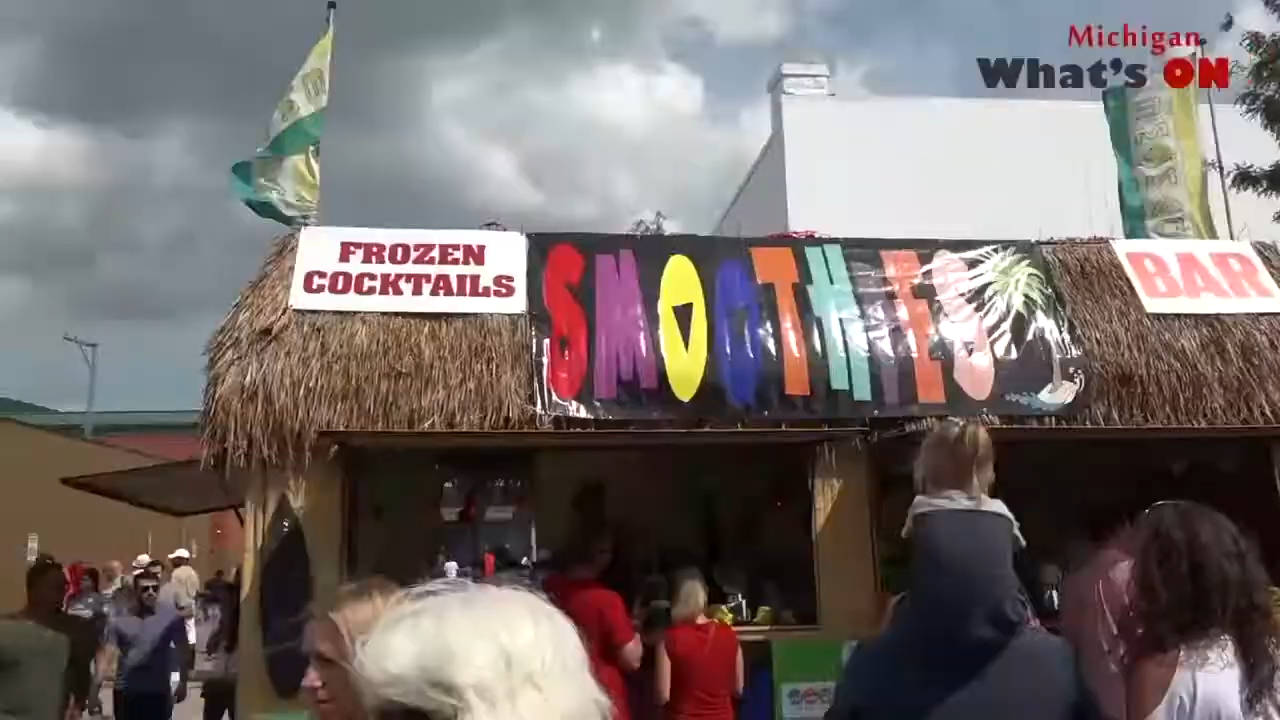 Michigan
What's ON
FROZEN
COCKTAILS
SMOOTHIES
BAR